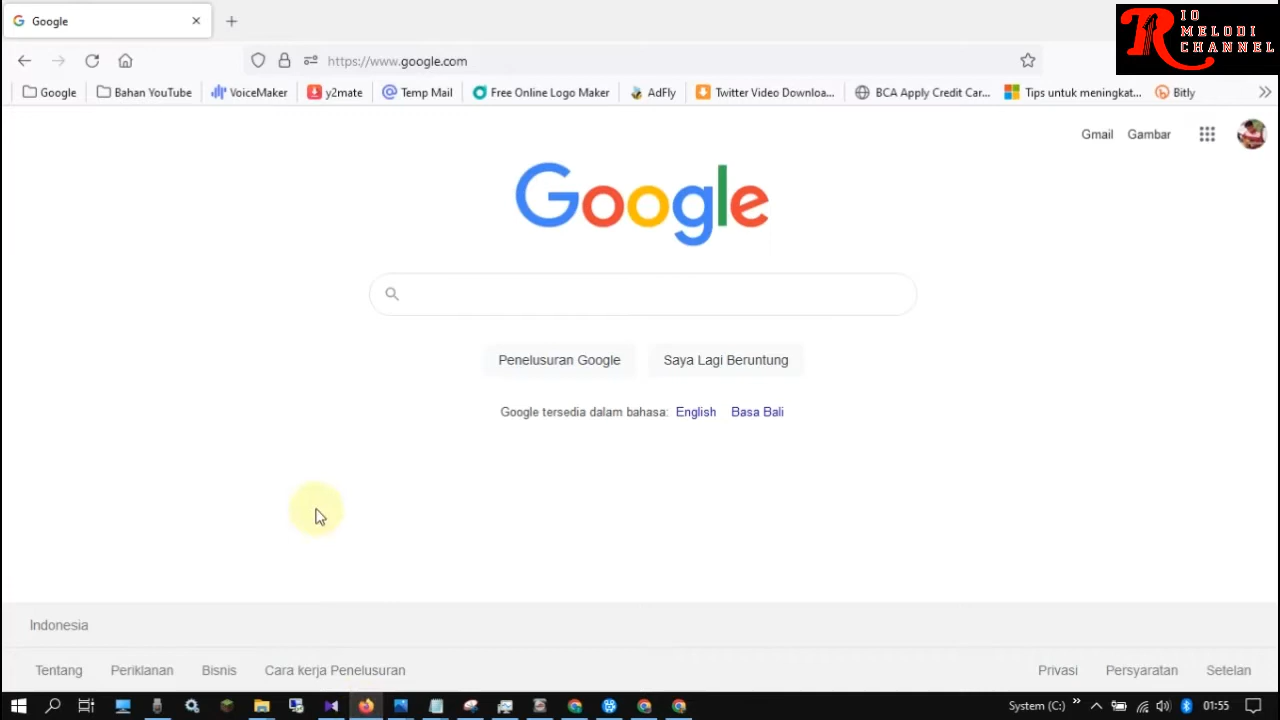 Google
IO
MELODI
CHANNEL
https://www.google.com
Google
Bahan YouTube
VoiceMaker
y2mate
Temp Mail
Free Online Logo Maker
AdFly
Twitter Video Downloa...
BCA Apply Credit Car...
Tips untuk meningkat...
Bitly
Gmail Gambar
Google
Penelusuran Google Saya Lagi Beruntung
Google tersedia dalam bahasa: English Basa Bali
Indonesia
Tentang Periklanan Bisnis Cara kerja Penelusuran Privasi Persyaratan Setelan
System (C:) 01:55